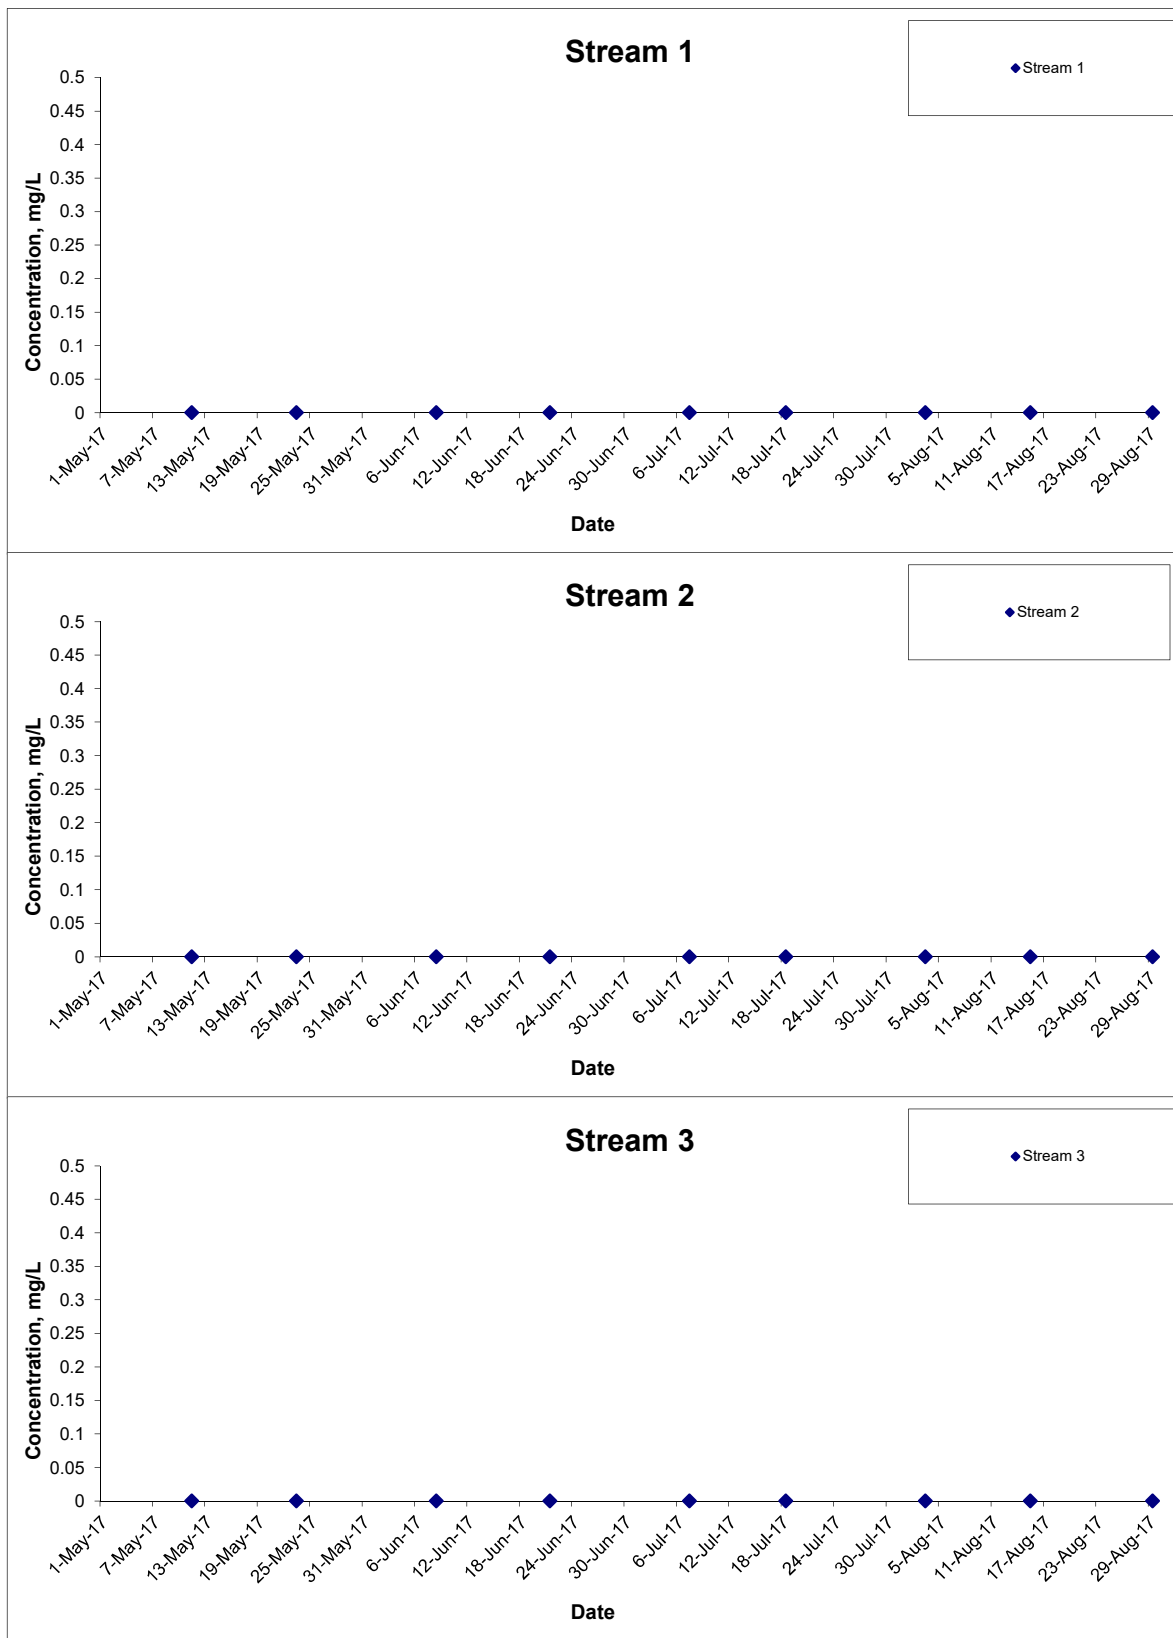 Stream 1
Stream 1
0.5
0.45
0.4
0.35
0.3
0.25
0.2
0.15
0.1
0.05
0
Concentration, mg/L
1-May-17
7-May-17
13-May-17
19-May-17
25-May-17
31-May-17
6-Jun-17
12-Jun-17
18-Jun-17
24-Jun-17
30-Jun-17
6-Jul-17
12-Jul-17
18-Jul-17
24-Jul-17
30-Jul-17
5-Aug-17
11-Aug-17
17-Aug-17
23-Aug-17
29-Aug-17
Date
Stream 2
Stream 2
0.5
0.45
0.4
0.35
0.3
0.25
0.2
0.15
0.1
0.05
0
Concentration, mg/L
1-May-17
7-May-17
13-May-17
19-May-17
25-May-17
31-May-17
6-Jun-17
12-Jun-17
18-Jun-17
24-Jun-17
30-Jun-17
6-Jul-17
12-Jul-17
18-Jul-17
24-Jul-17
30-Jul-17
5-Aug-17
11-Aug-17
17-Aug-17
23-Aug-17
29-Aug-17
Date
Stream 3
Stream 3
0.5
0.45
0.4
0.35
0.3
0.25
0.2
0.15
0.1
0.05
0
Concentration, mg/L
1-May-17
7-May-17
13-May-17
19-May-17
25-May-17
31-May-17
6-Jun-17
12-Jun-17
18-Jun-17
24-Jun-17
30-Jun-17
6-Jul-17
12-Jul-17
18-Jul-17
24-Jul-17
30-Jul-17
5-Aug-17
11-Aug-17
17-Aug-17
23-Aug-17
29-Aug-17
Date